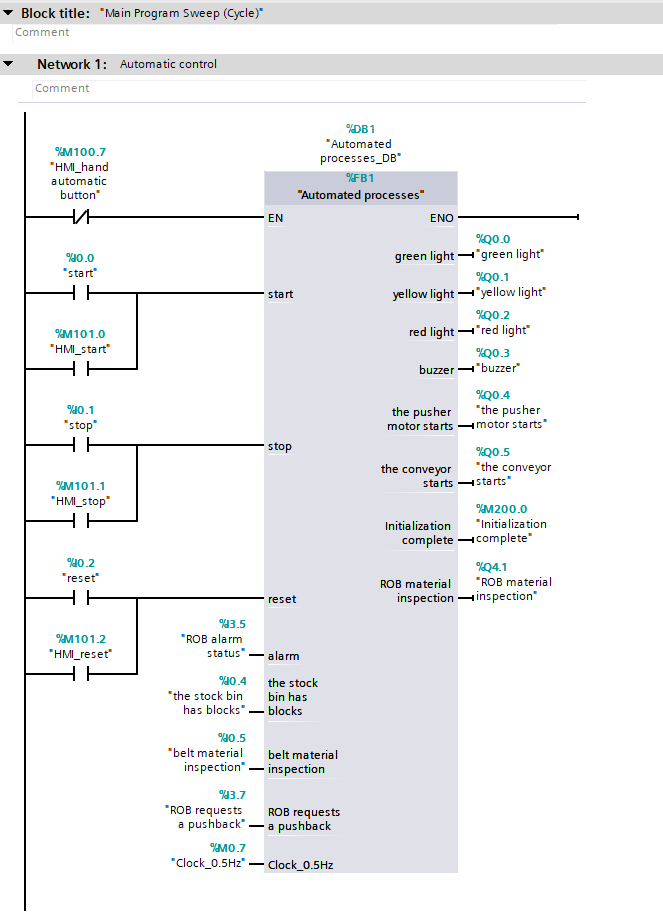 Block title: "Main Program Sweep (Cycle)"
Comment
Network 1: Automatic control
Comment
%DB1
"Automated
processes_DB"
%M100.7
"HMI_hand
automatic
button"
%FB1
"Automated processes"
EN
ENO
%I0.0
"start"
start
%M101.0
"HMI_start"
%I0.1
"stop"
stop
%M101.1
"HMI_stop"
%I0.2
"reset"
reset
%M101.2
"HMI_reset"
%I3.5
"ROB alarm
status"
alarm
%I0.4
"the stock bin
has blocks"
the stock
bin has
blocks
%I0.5
"belt material
inspection"
belt material
inspection
%I3.7
"ROB requests
a pushback"
ROB requests
a pushback
%M0.7
"Clock_0.5Hz"
Clock_0.5Hz
green light
%Q0.0
"green light"
yellow light
%Q0.1
"yellow light"
red light
%Q0.2
"red light"
buzzer
%Q0.3
"buzzer"
the pusher
motor starts
%Q0.4
"the pusher
motor starts"
the conveyor
starts
%Q0.5
"the conveyor
starts"
Initialization
complete
%M200.0
"Initialization
complete"
ROB material
inspection
%Q4.1
"ROB material
inspection"